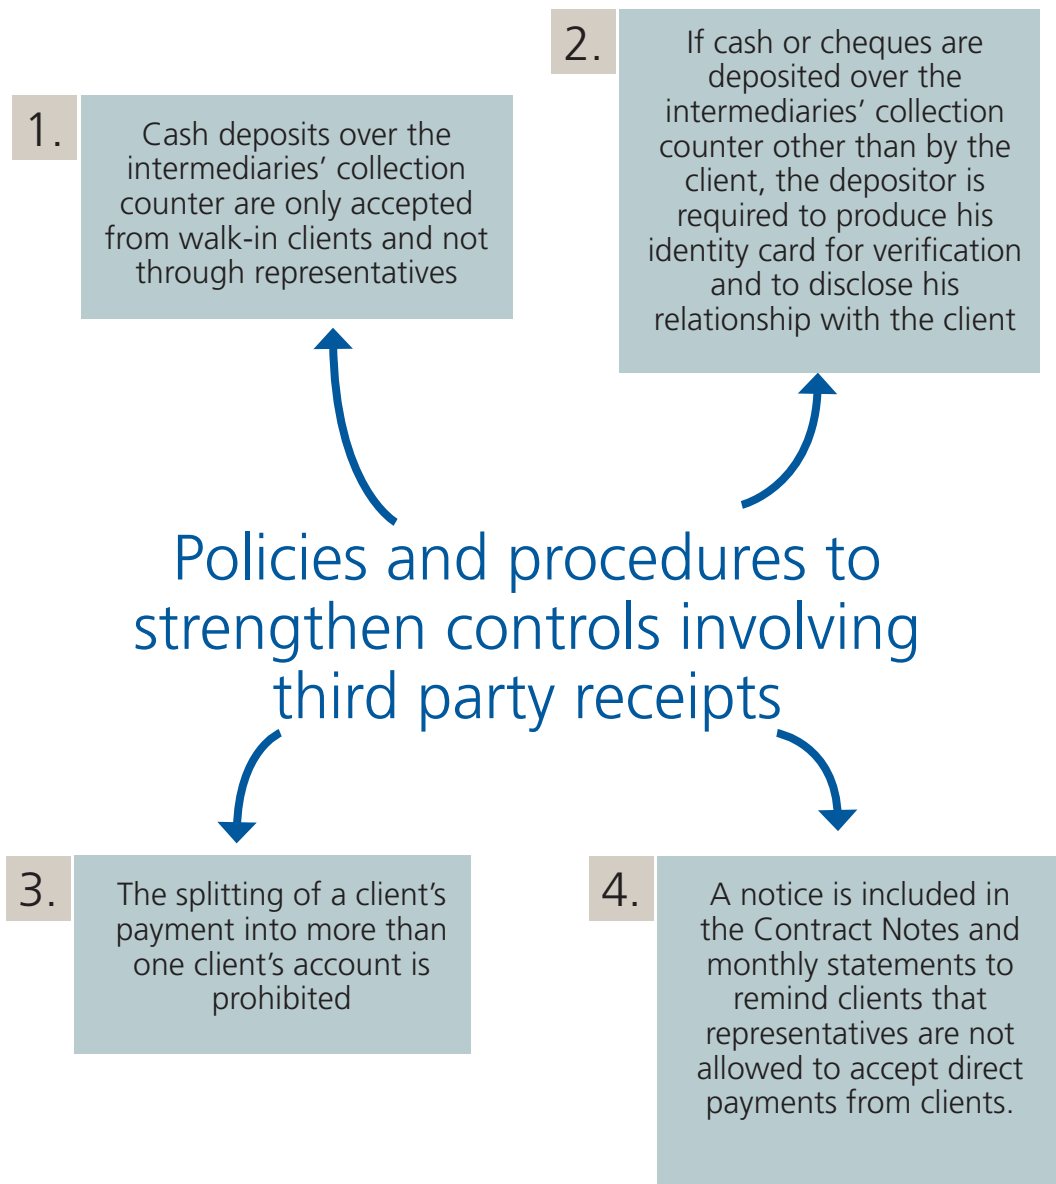 1.
Cash deposits over the
intermediaries’ collection
counter are only accepted
from walk-in clients and not
through representatives
2.
If cash or cheques are
deposited over the
intermediaries’ collection
counter other than by the
client, the depositor is
required to produce his
identity card for verification
and to disclose his
relationship with the client
Policies and procedures to
strengthen controls involving
third party receipts
3.
The splitting of a client’s
payment into more than
one client’s account is
prohibited
4.
A notice is included in
the Contract Notes and
monthly statements to
remind clients that
representatives are not
allowed to accept direct
payments from clients.